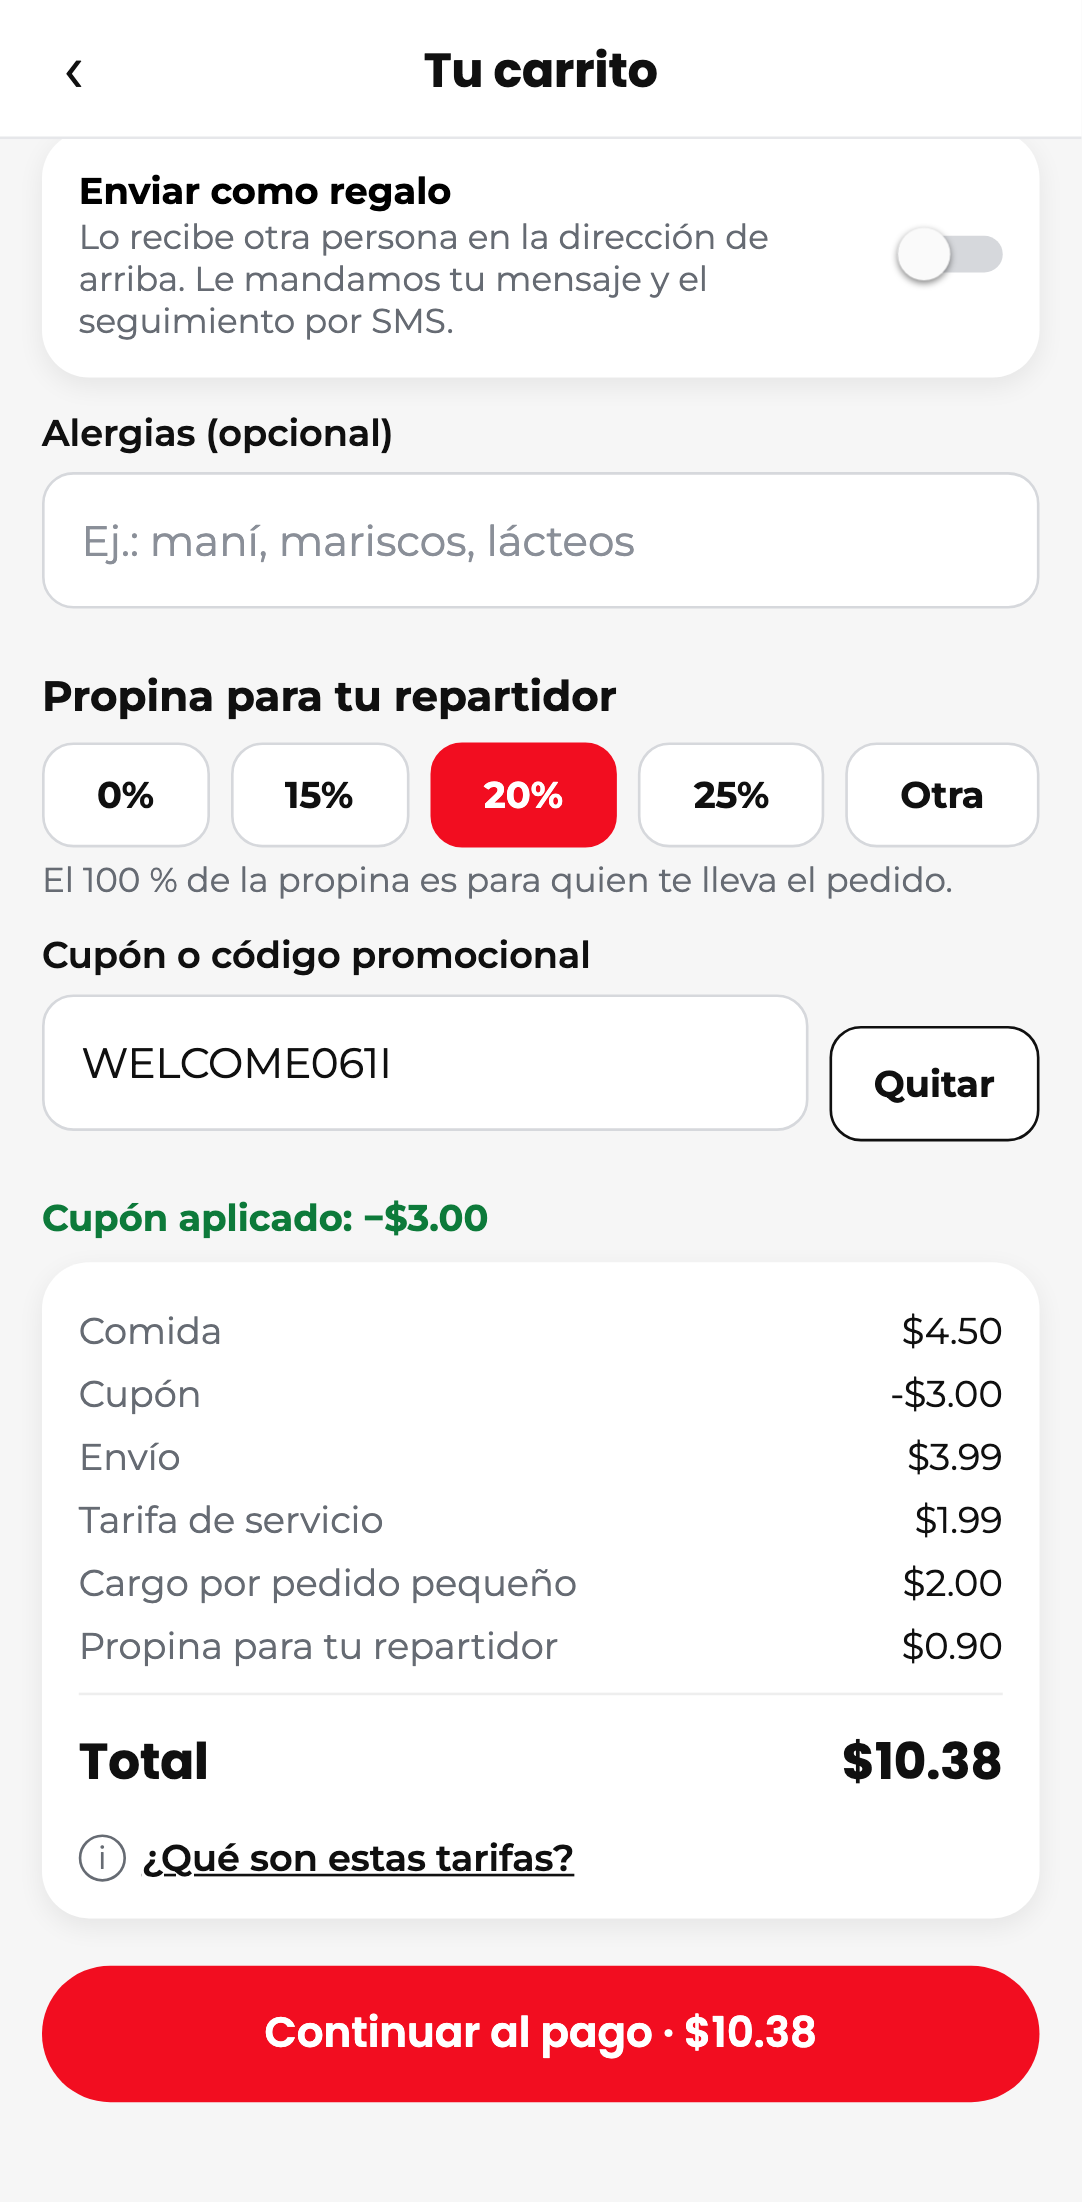 Tu carrito
Enviar como regalo
Lo recibe otra persona en la dirección de
arriba. Le mandamos tu mensaje y el
seguimiento por SMS.
Alergias (opcional)
Ej.: maní, mariscos, lácteos
Propina para tu repartidor
0% 15% 20% 25% Otra
El 100 % de la propina es para quien te lleva el pedido.
Cupón o código promocional
WELCOME061I
Quitar
Cupón aplicado: −$3.00
Comida $4.50
Cupón -$3.00
Envío $3.99
Tarifa de servicio $1.99
Cargo por pedido pequeño $2.00
Propina para tu repartidor $0.90
Total $10.38
¿Qué son estas tarifas?
Continuar al pago · $10.38